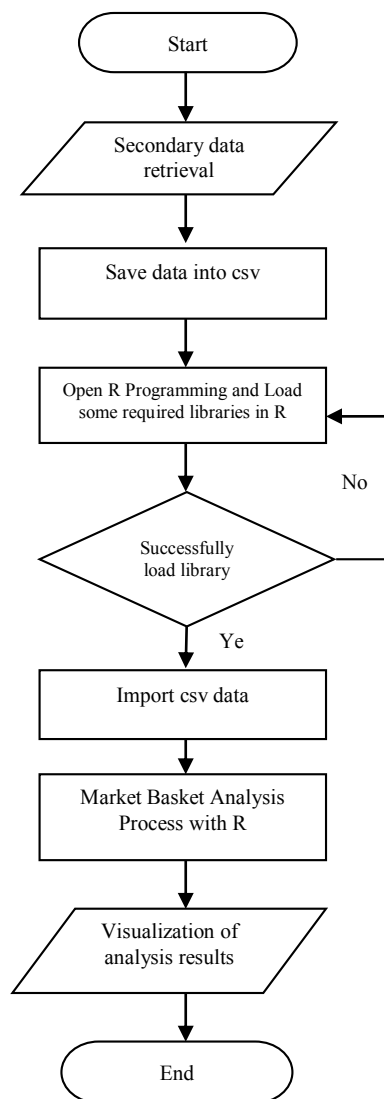 Start
Secondary data
retrieval
Save data into csv
Open R Programming and Load
some required libraries in R
No
Successfully
load library
Ye
Import csv data
Market Basket Analysis
Process with R
Visualization of
analysis results
End